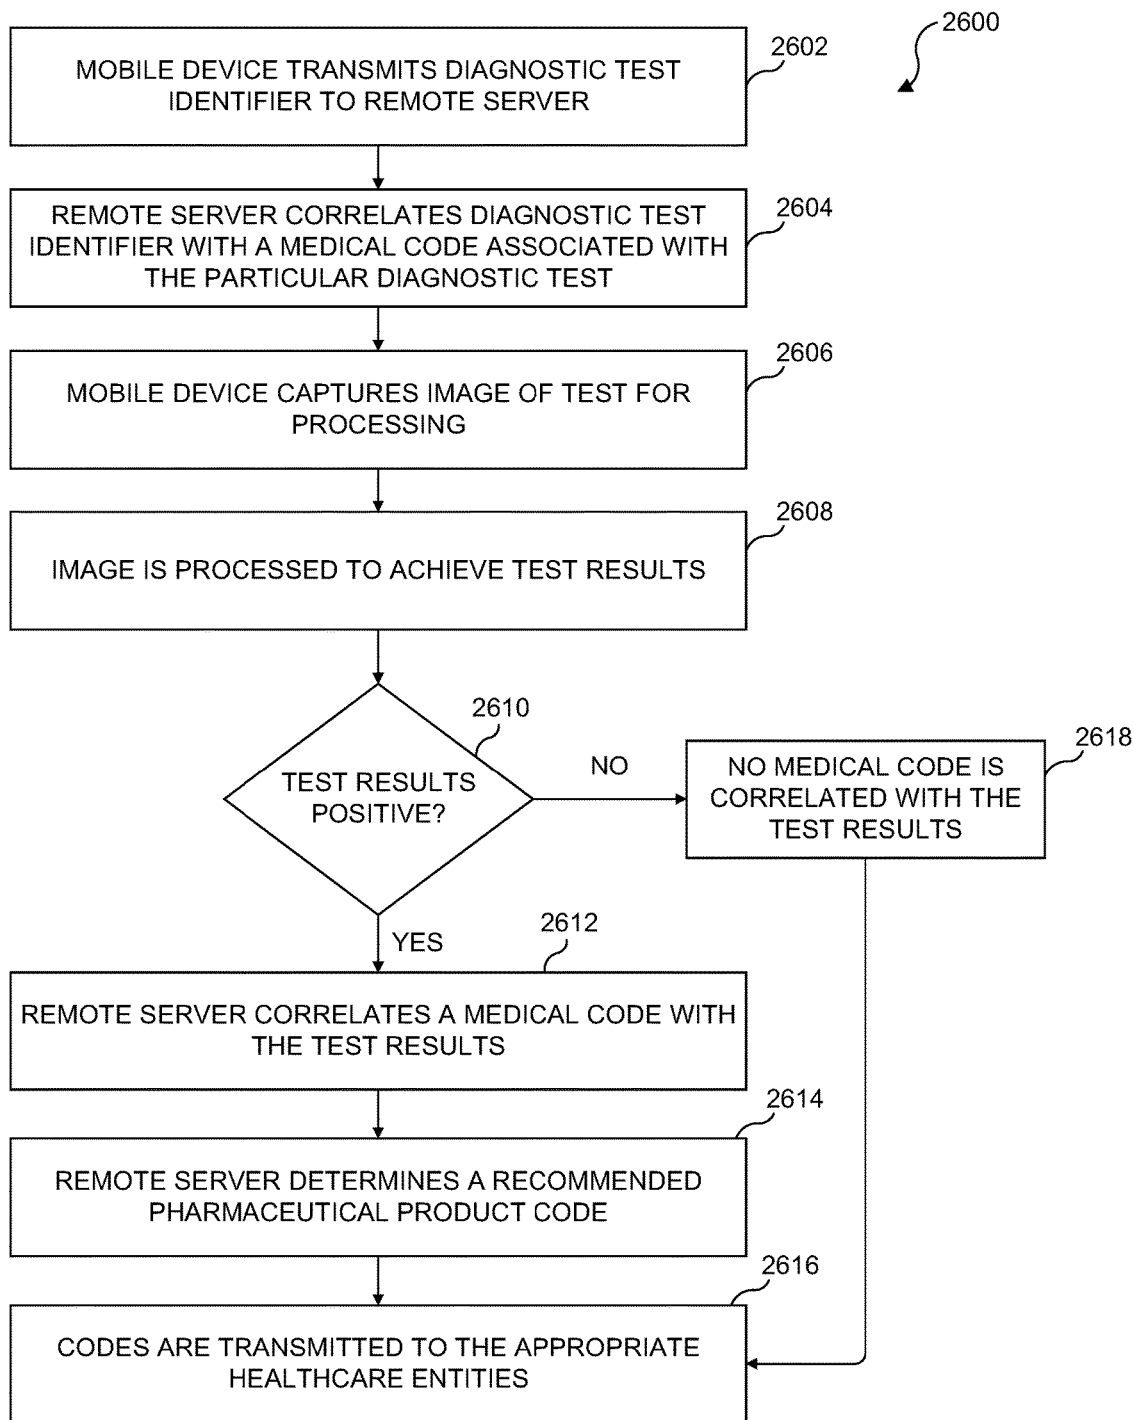 2600
2602
MOBILE DEVICE TRANSMITS DIAGNOSTIC TEST
IDENTIFIER TO REMOTE SERVER
2604
REMOTE SERVER CORRELATES DIAGNOSTIC TEST
IDENTIFIER WITH A MEDICAL CODE ASSOCIATED WITH
THE PARTICULAR DIAGNOSTIC TEST
2606
MOBILE DEVICE CAPTURES IMAGE OF TEST FOR
PROCESSING
2608
IMAGE IS PROCESSED TO ACHIEVE TEST RESULTS
2610
TEST RESULTS
POSITIVE?
NO
2618
NO MEDICAL CODE IS
CORRELATED WITH THE
TEST RESULTS
YES
2612
REMOTE SERVER CORRELATES A MEDICAL CODE WITH
THE TEST RESULTS
2614
REMOTE SERVER DETERMINES A RECOMMENDED
PHARMACEUTICAL PRODUCT CODE
2616
CODES ARE TRANSMITTED TO THE APPROPRIATE
HEALTHCARE ENTITIES